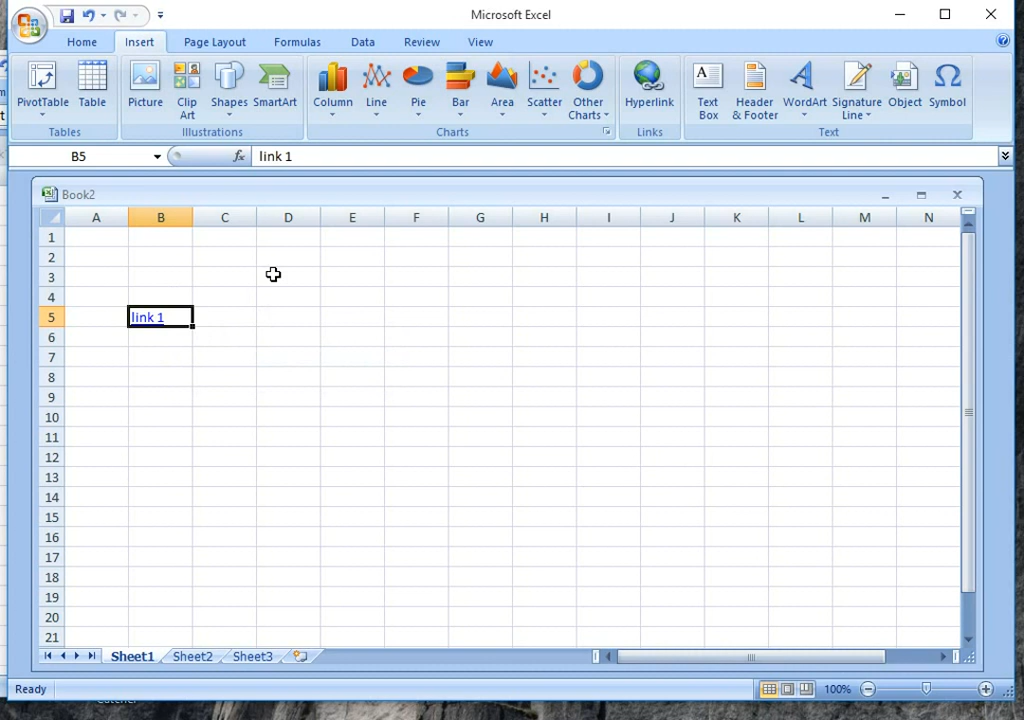 Microsoft Excel
Home Insert Page Layout Formulas Data Review View
PivotTable Table Picture Clip Art Shapes SmartArt Column Line Pie Bar Area Scatter Other Charts Hyperlink Text Box Header & Footer WordArt Signature Line Object Symbol
Tables Illustrations Charts Links Text
B5 fx link 1
Book2
A B C D E F G H I J K L M N
1
2
3
4
5 link 1
6
7
8
9
10
11
12
13
14
15
16
17
18
19
20
21
Sheet1 Sheet2 Sheet3
Ready 100%